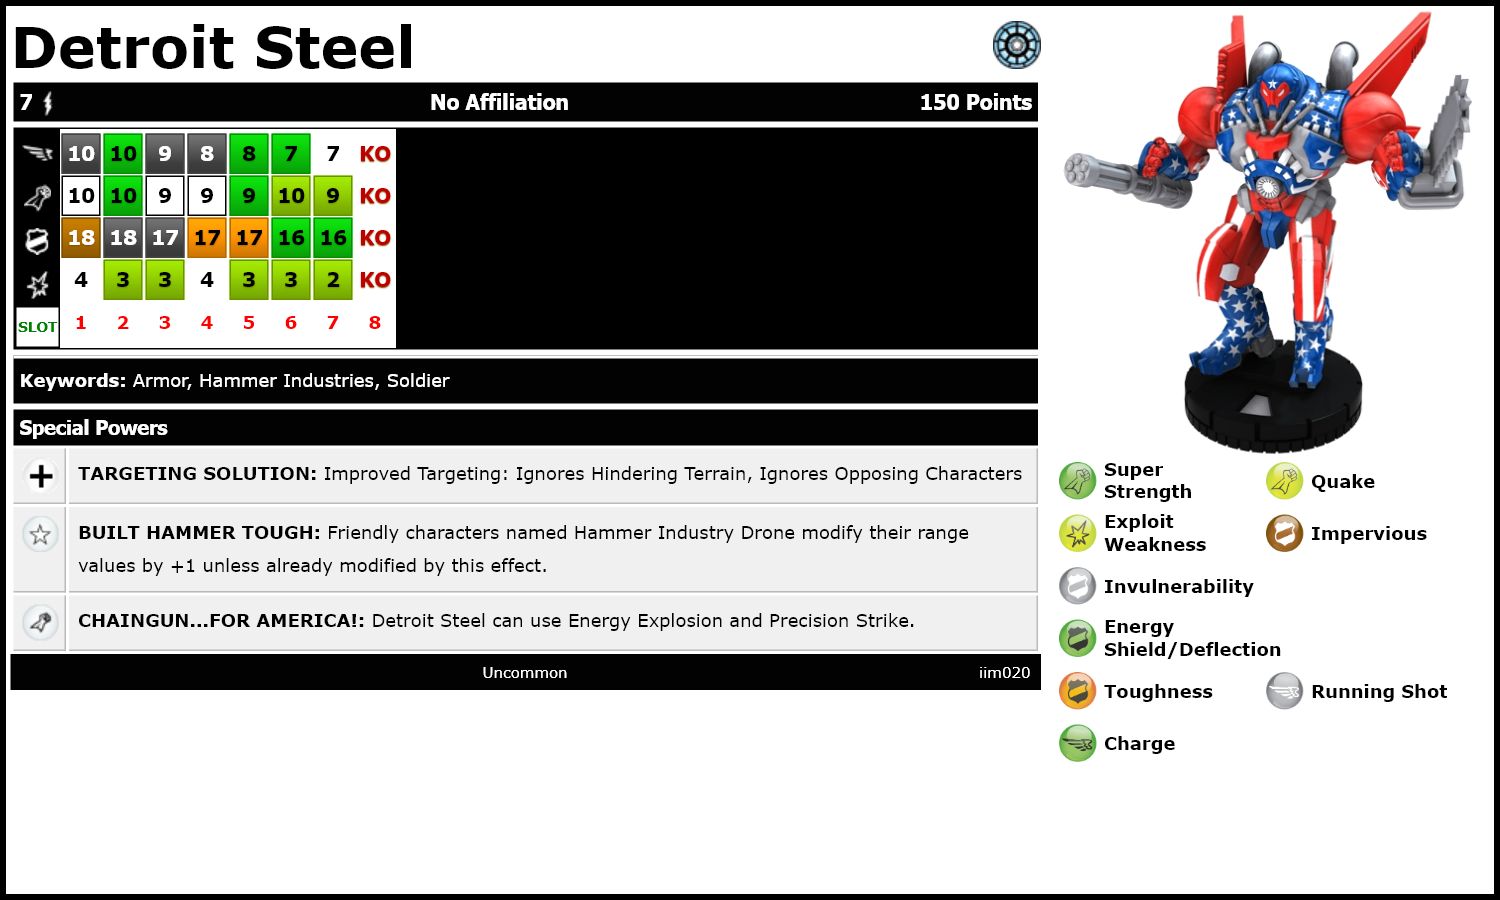 Detroit Steel
7 No Affiliation 150 Points
10 10 9 8 8 7 7 KO
10 10 9 9 9 10 9 KO
18 18 17 17 17 16 16 KO
4 3 3 4 3 3 2 KO
SLOT 1 2 3 4 5 6 7 8
Keywords: Armor, Hammer Industries, Soldier
Special Powers
TARGETING SOLUTION: Improved Targeting: Ignores Hindering Terrain, Ignores Opposing Characters
BUILT HAMMER TOUGH: Friendly characters named Hammer Industry Drone modify their range
values by +1 unless already modified by this effect.
CHAINGUN...FOR AMERICA!: Detroit Steel can use Energy Explosion and Precision Strike.
Uncommon iim020
Super
Strength
Quake
Exploit
Weakness
Impervious
Invulnerability
Energy
Shield/Deflection
Toughness
Running Shot
Charge